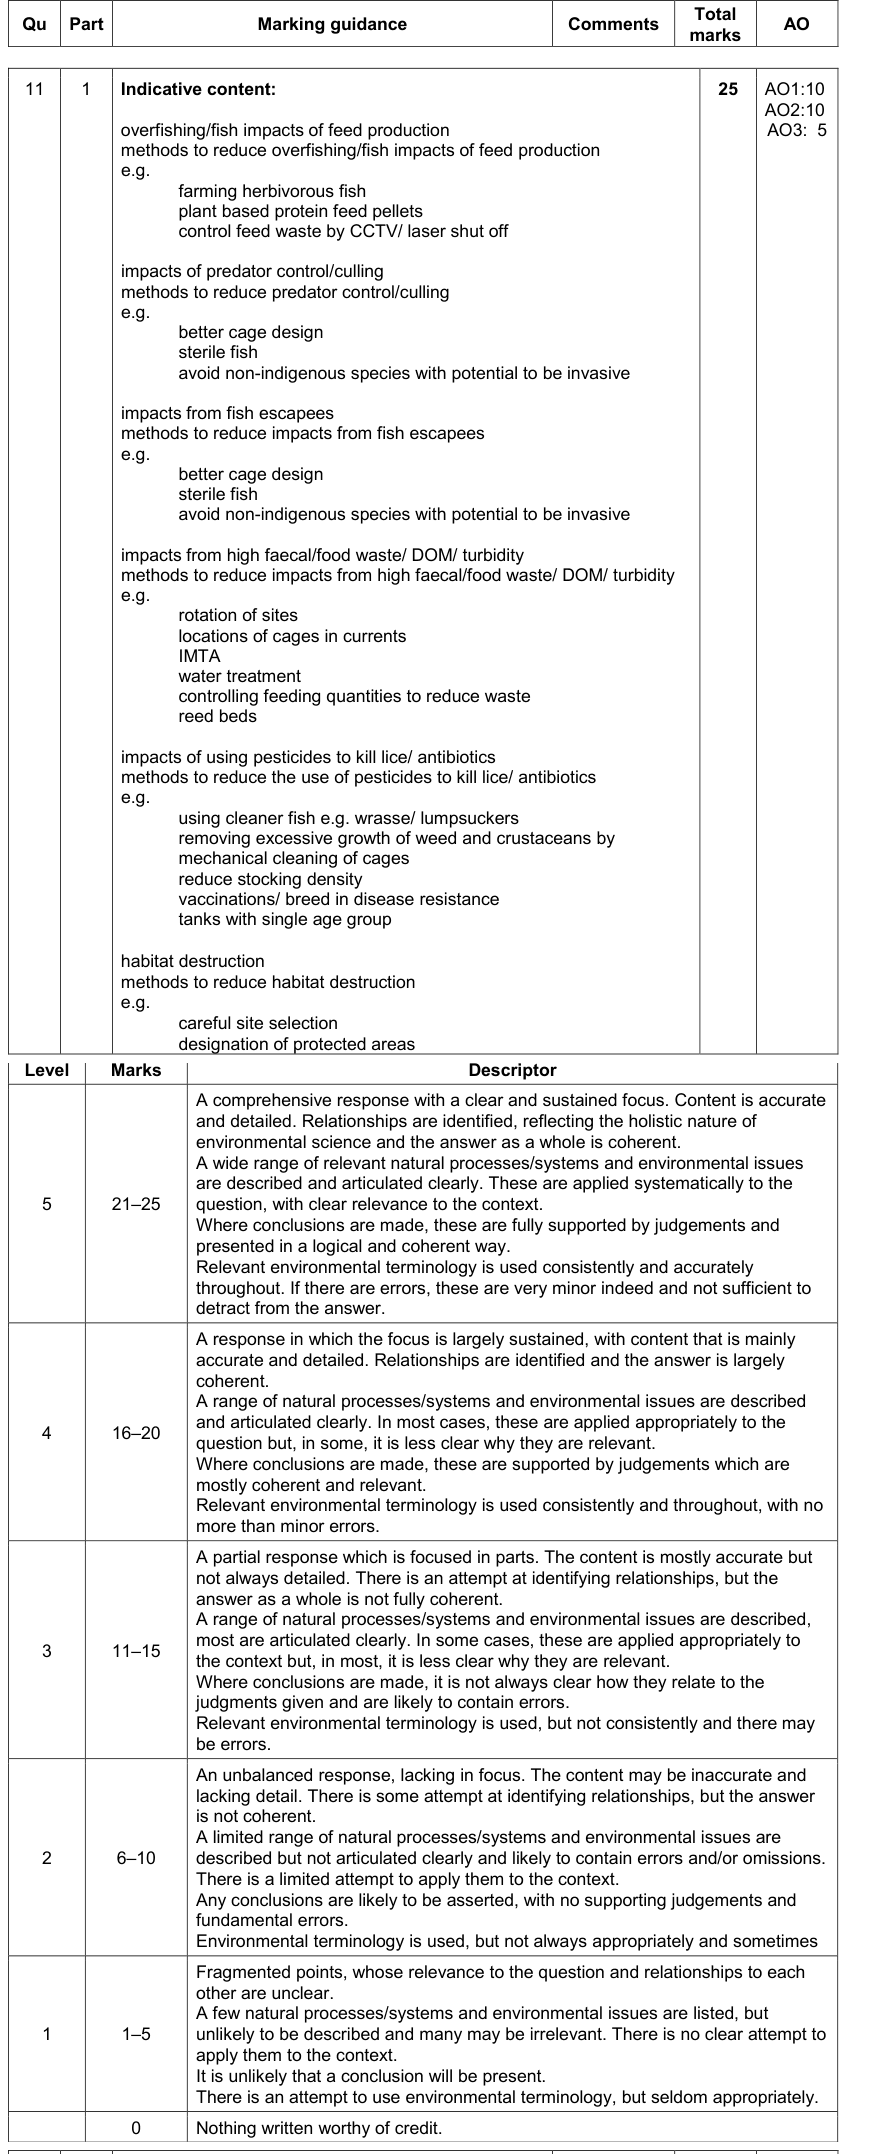 Qu Part Marking guidance Comments Total marks AO
11 1 Indicative content: 25 AO1:10
AO2:10
AO3: 5
overfishing/fish impacts of feed production
methods to reduce overfishing/fish impacts of feed production
e.g.
farming herbivorous fish
plant based protein feed pellets
control feed waste by CCTV/ laser shut off
impacts of predator control/culling
methods to reduce predator control/culling
e.g.
better cage design
sterile fish
avoid non-indigenous species with potential to be invasive
impacts from fish escapees
methods to reduce impacts from fish escapees
e.g.
better cage design
sterile fish
avoid non-indigenous species with potential to be invasive
impacts from high faecal/food waste/ DOM/ turbidity
methods to reduce impacts from high faecal/food waste/ DOM/ turbidity
e.g.
rotation of sites
locations of cages in currents
IMTA
water treatment
controlling feeding quantities to reduce waste
reed beds
impacts of using pesticides to kill lice/ antibiotics
methods to reduce the use of pesticides to kill lice/ antibiotics
e.g.
using cleaner fish e.g. wrasse/ lumpsuckers
removing excessive growth of weed and crustaceans by
mechanical cleaning of cages
reduce stocking density
vaccinations/ breed in disease resistance
tanks with single age group
habitat destruction
methods to reduce habitat destruction
e.g.
careful site selection
designation of protected areas
Level Marks Descriptor
5 21–25
A comprehensive response with a clear and sustained focus. Content is accurate
and detailed. Relationships are identified, reflecting the holistic nature of
environmental science and the answer as a whole is coherent.
A wide range of relevant natural processes/systems and environmental issues
are described and articulated clearly. These are applied systematically to the
question, with clear relevance to the context.
Where conclusions are made, these are fully supported by judgements and
presented in a logical and coherent way.
Relevant environmental terminology is used consistently and accurately
throughout. If there are errors, these are very minor indeed and not sufficient to
detract from the answer.
4 16–20
A response in which the focus is largely sustained, with content that is mainly
accurate and detailed. Relationships are identified and the answer is largely
coherent.
A range of natural processes/systems and environmental issues are described
and articulated clearly. In most cases, these are applied appropriately to the
question but, in some, it is less clear why they are relevant.
Where conclusions are made, these are supported by judgements which are
mostly coherent and relevant.
Relevant environmental terminology is used consistently and throughout, with no
more than minor errors.
3 11–15
A partial response which is focused in parts. The content is mostly accurate but
not always detailed. There is an attempt at identifying relationships, but the
answer as a whole is not fully coherent.
A range of natural processes/systems and environmental issues are described,
most are articulated clearly. In some cases, these are applied appropriately to
the context but, in most, it is less clear why they are relevant.
Where conclusions are made, it is not always clear how they relate to the
judgments given and are likely to contain errors.
Relevant environmental terminology is used, but not consistently and there may
be errors.
2 6–10
An unbalanced response, lacking in focus. The content may be inaccurate and
lacking detail. There is some attempt at identifying relationships, but the answer
is not coherent.
A limited range of natural processes/systems and environmental issues are
described but not articulated clearly and likely to contain errors and/or omissions.
There is a limited attempt to apply them to the context.
Any conclusions are likely to be asserted, with no supporting judgements and
fundamental errors.
Environmental terminology is used, but not always appropriately and sometimes
1 1–5
Fragmented points, whose relevance to the question and relationships to each
other are unclear.
A few natural processes/systems and environmental issues are listed, but
unlikely to be described and many may be irrelevant. There is no clear attempt to
apply them to the context.
It is unlikely that a conclusion will be present.
There is an attempt to use environmental terminology, but seldom appropriately.
0 Nothing written worthy of credit.